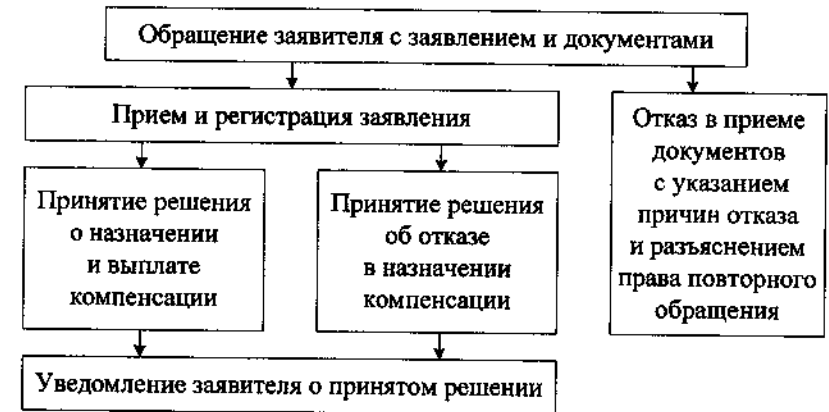 Обращение заявителя с заявлением и документами
Прием и регистрация заявления
Отказ в приеме
документов
с указанием
причин отказа
и разъяснением
права повторного
обращения
Принятие решения
о назначении
и выплате
компенсации
Принятие решения
об отказе
в назначении
компенсации
Уведомление заявителя о принятом решении